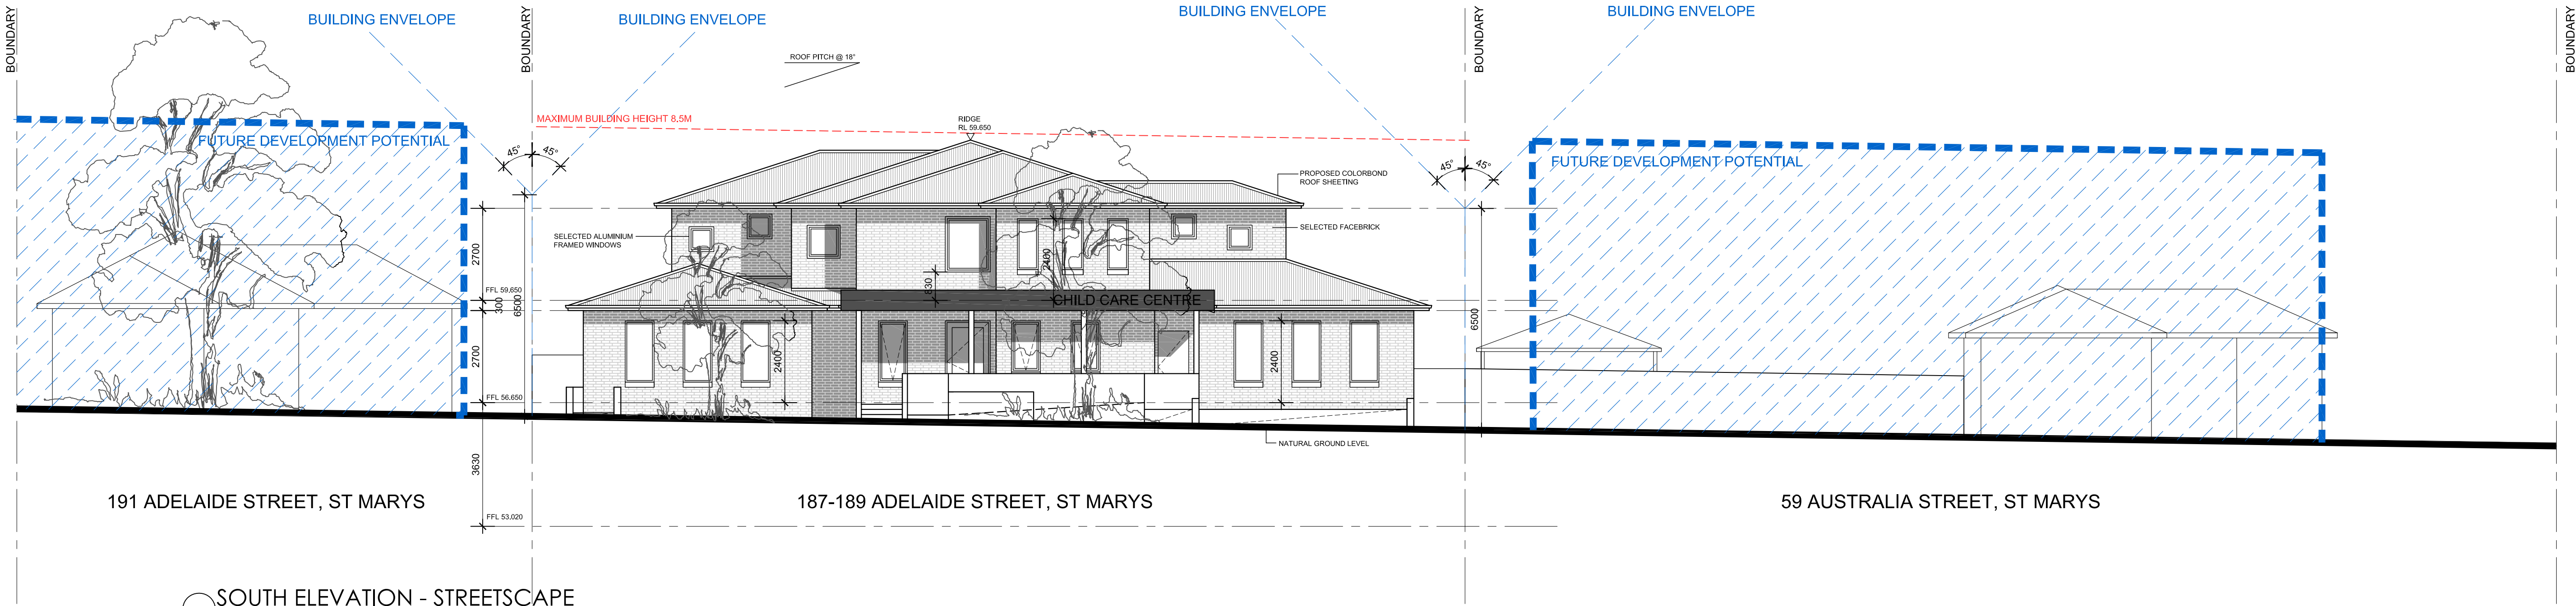 BOUNDARY
BUILDING ENVELOPE
BOUNDARY
BUILDING ENVELOPE
BUILDING ENVELOPE
BOUNDARY
BUILDING ENVELOPE
BOUNDARY
ROOF PITCH @ 18°
MAXIMUM BUILDING HEIGHT 8.5M
RIDGE
RL 59.650
FUTURE DEVELOPMENT POTENTIAL
45°
45°
45°
45°
FUTURE DEVELOPMENT POTENTIAL
PROPOSED COLORBOND
ROOF SHEETING
SELECTED ALUMINIUM
FRAMED WINDOWS
SELECTED FACEBRICK
2700
2400
830
FFL 59,650
300
6500
CHILD CARE CENTRE
6500
2700
2400
2400
FFL 56.650
NATURAL GROUND LEVEL
3630
191 ADELAIDE STREET, ST MARYS
187-189 ADELAIDE STREET, ST MARYS
59 AUSTRALIA STREET, ST MARYS
FFL 53.020
SOUTH ELEVATION - STREETSCAPE